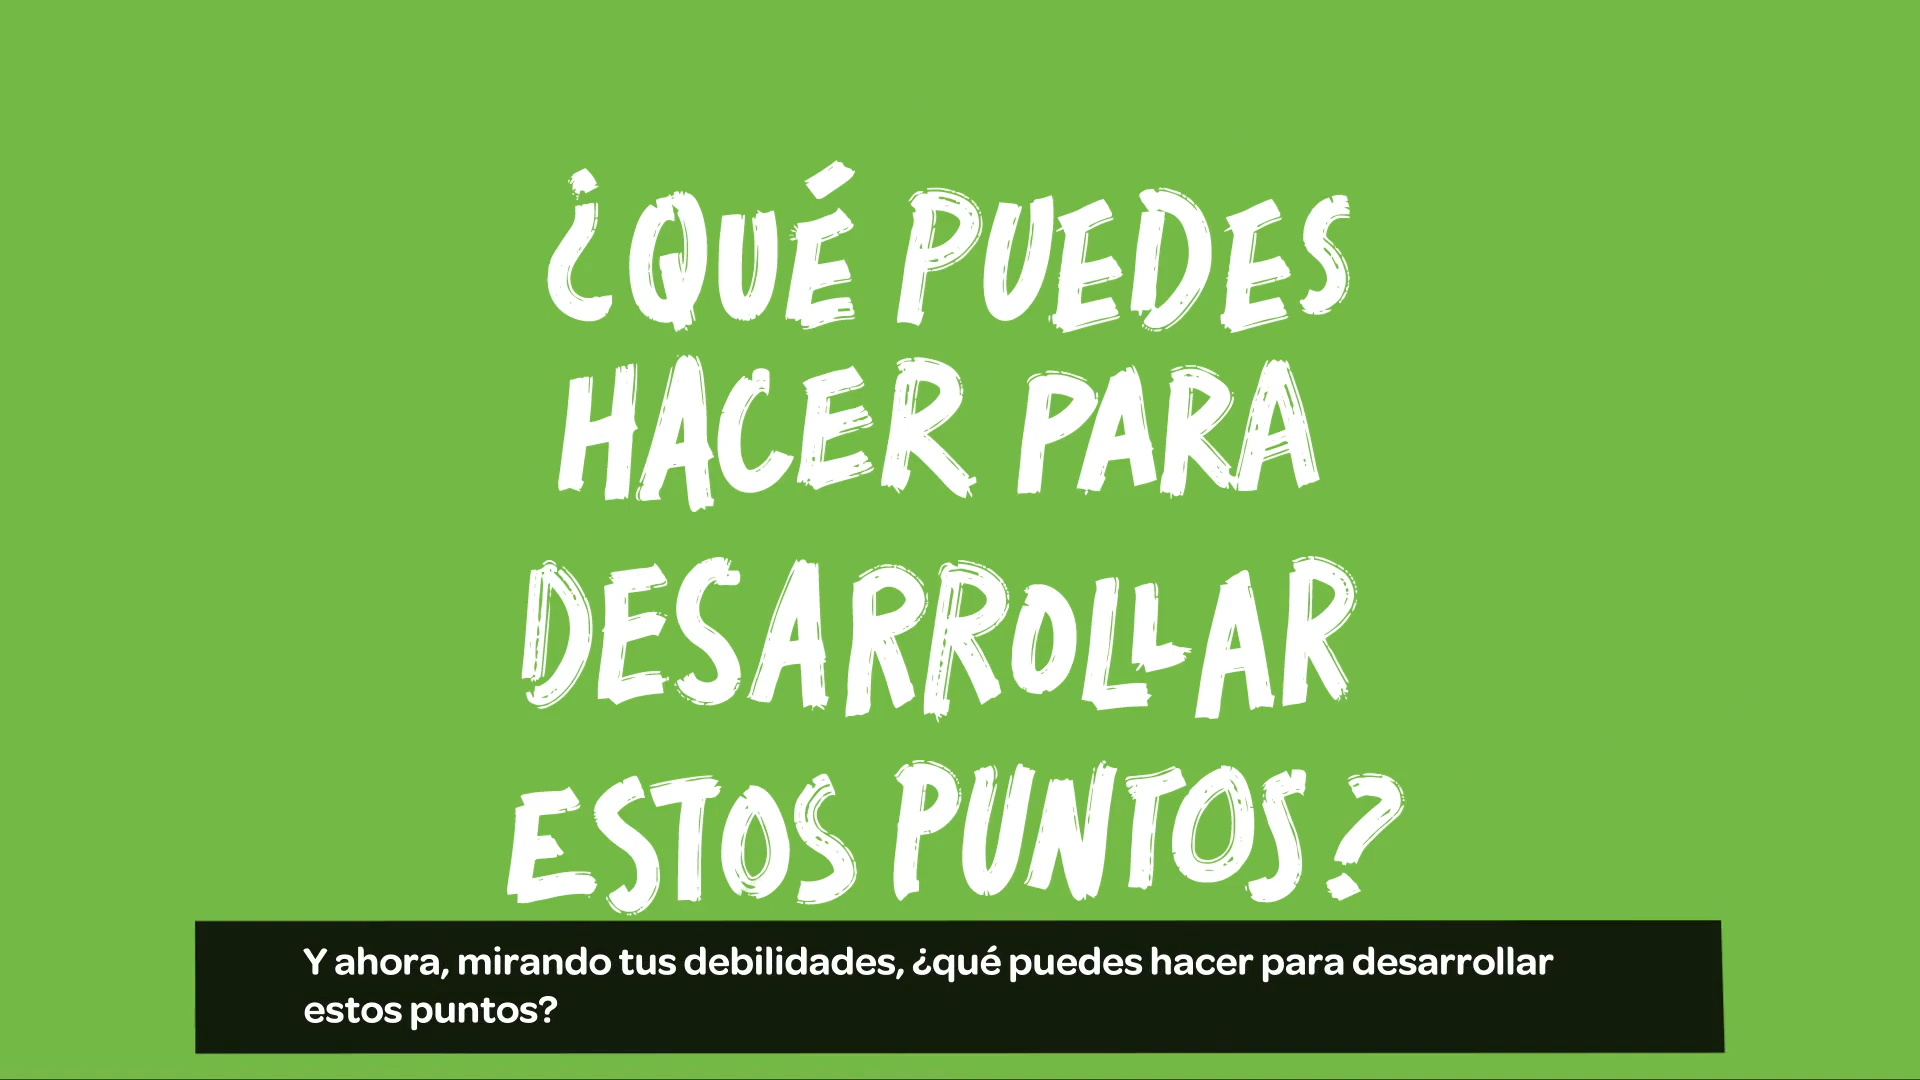 ¿QUÉ PUEDES
HACER PARA
DESARROLLAR
ESTOS PUNTOS?
Y ahora, mirando tus debilidades, ¿qué puedes hacer para desarrollar
estos puntos?